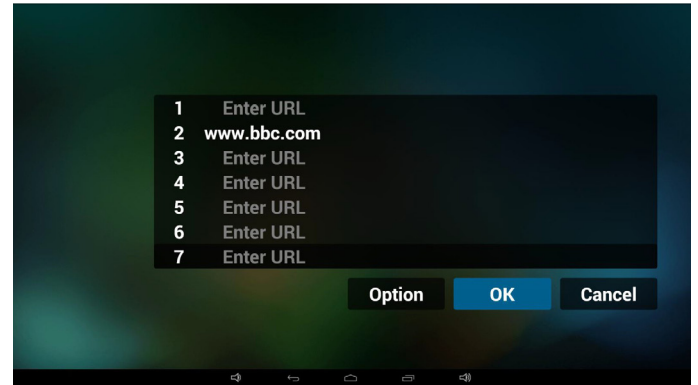 1 Enter URL
2 www.bbc.com
3 Enter URL
4 Enter URL
5 Enter URL
6 Enter URL
7 Enter URL
Option OK Cancel